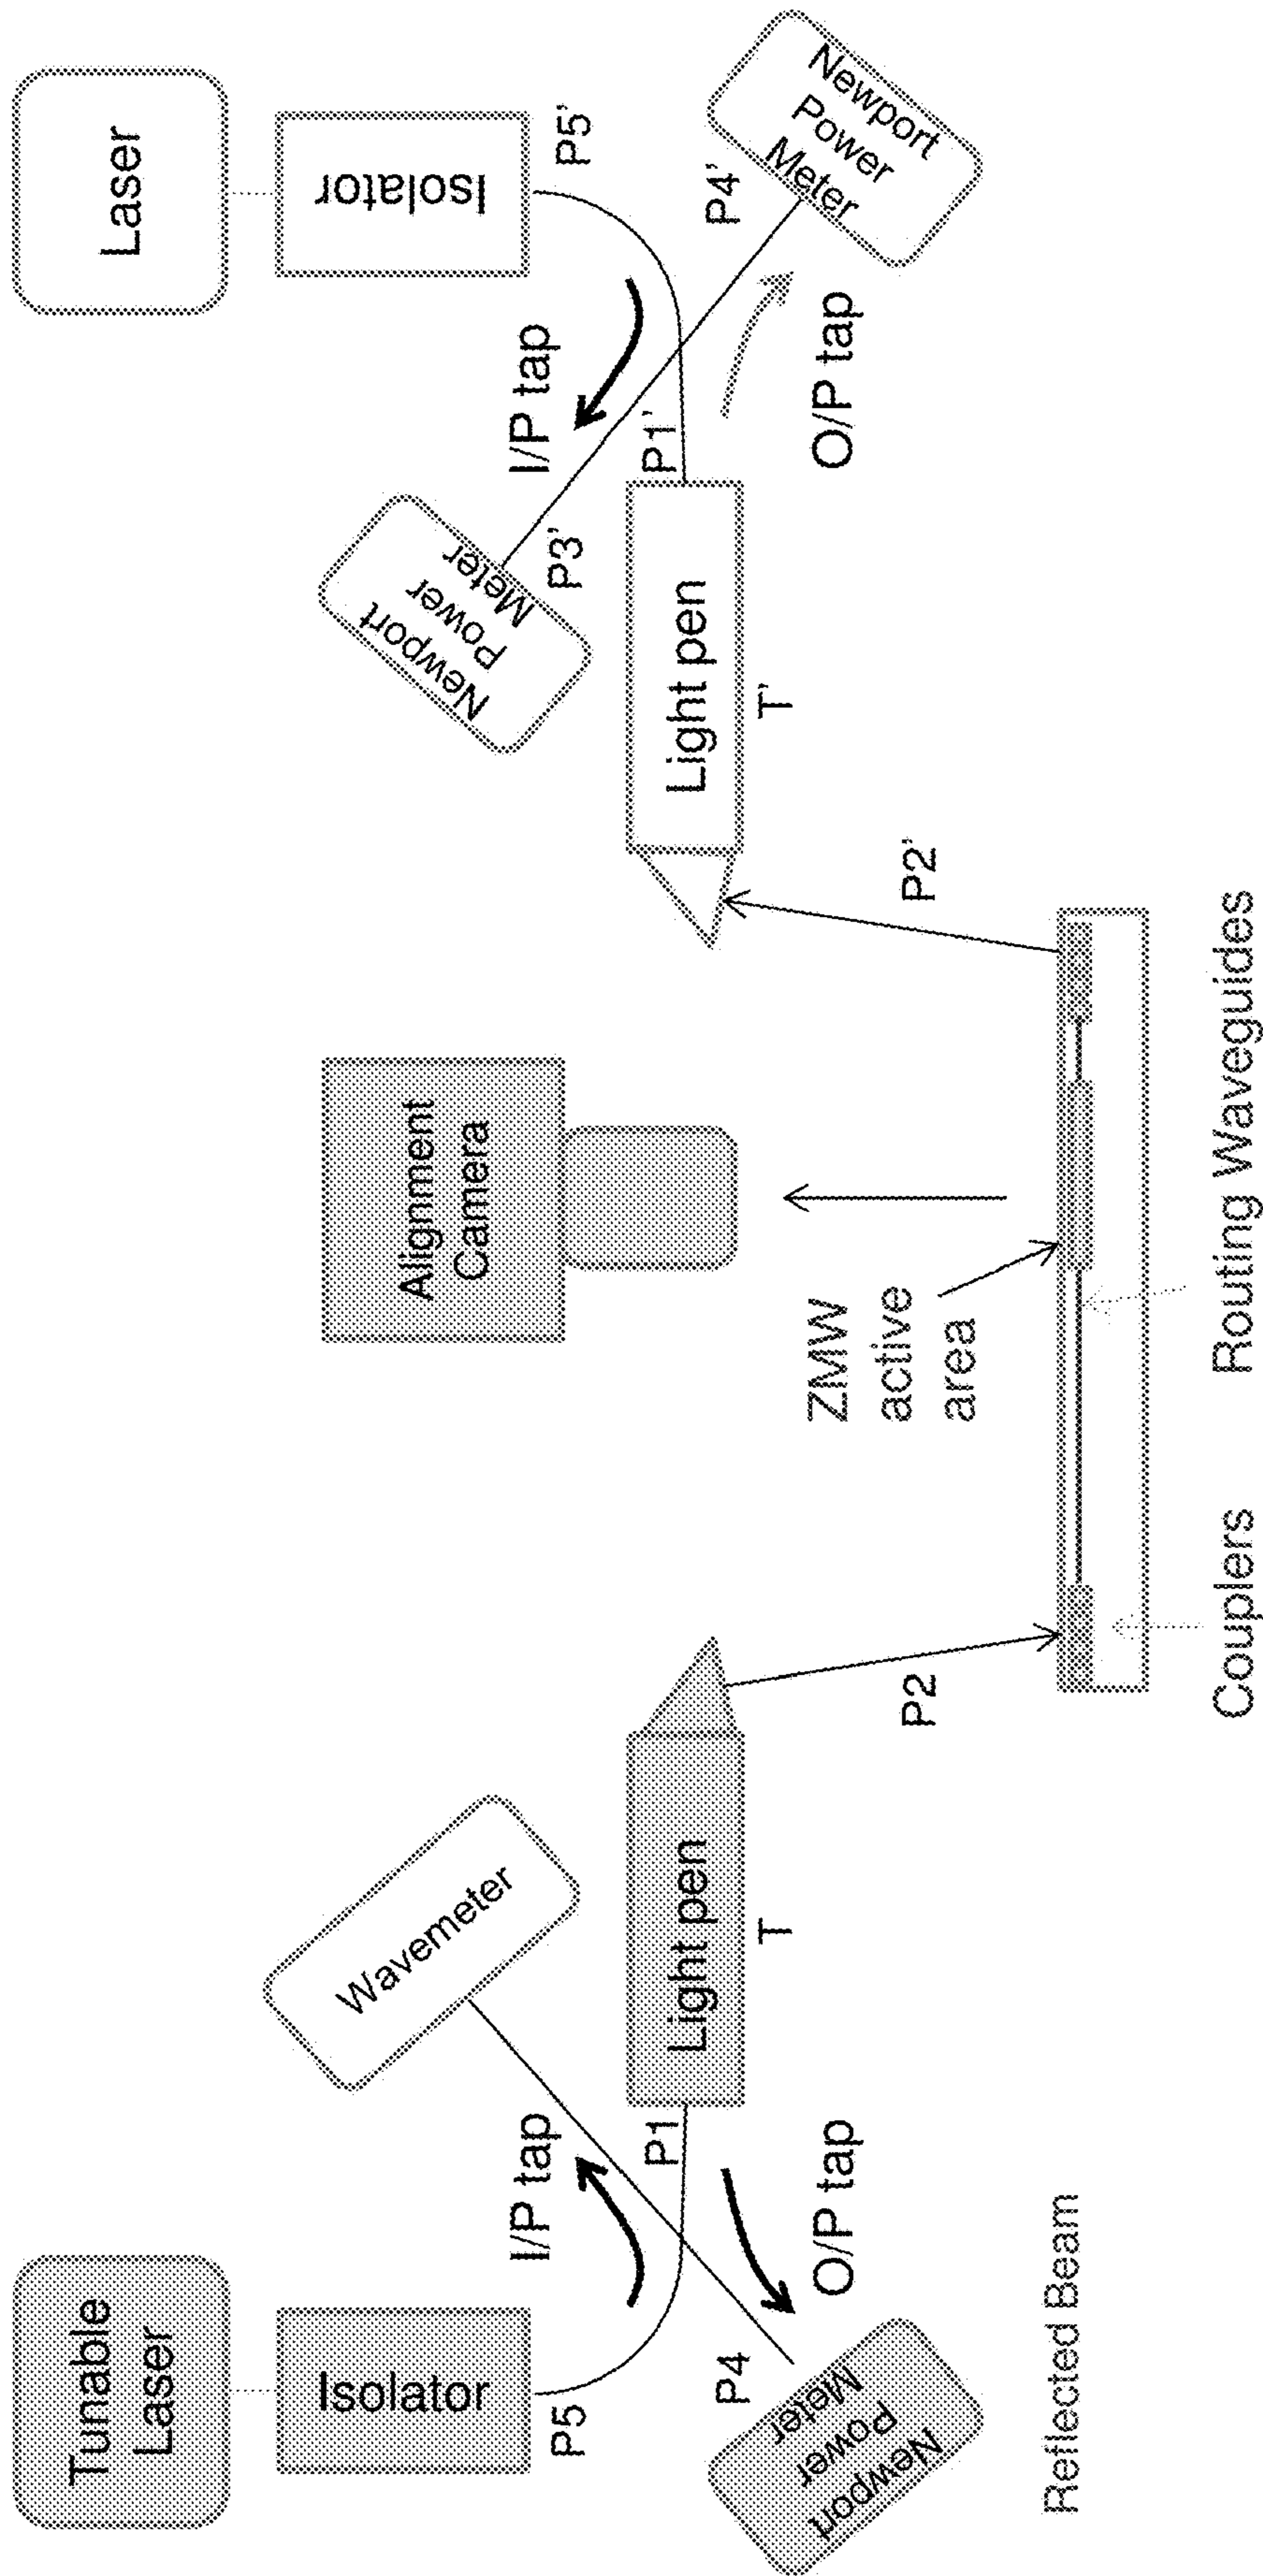 Tunable
Laser
Isolator
P5
I/P tap
Wavemeter
P1
P4
O/P tap
Newport
Power
Meter
Reflected Beam
Light pen
T
P2
Alignment
Camera
ZMW
active
area
Couplers
Routing Waveguides
P2'
Light pen
T'
Newport
Power
Meter
P3'
I/P tap
P1'
O/P tap
Laser
Isolator
P5'
P4'
Newport
Power
Meter